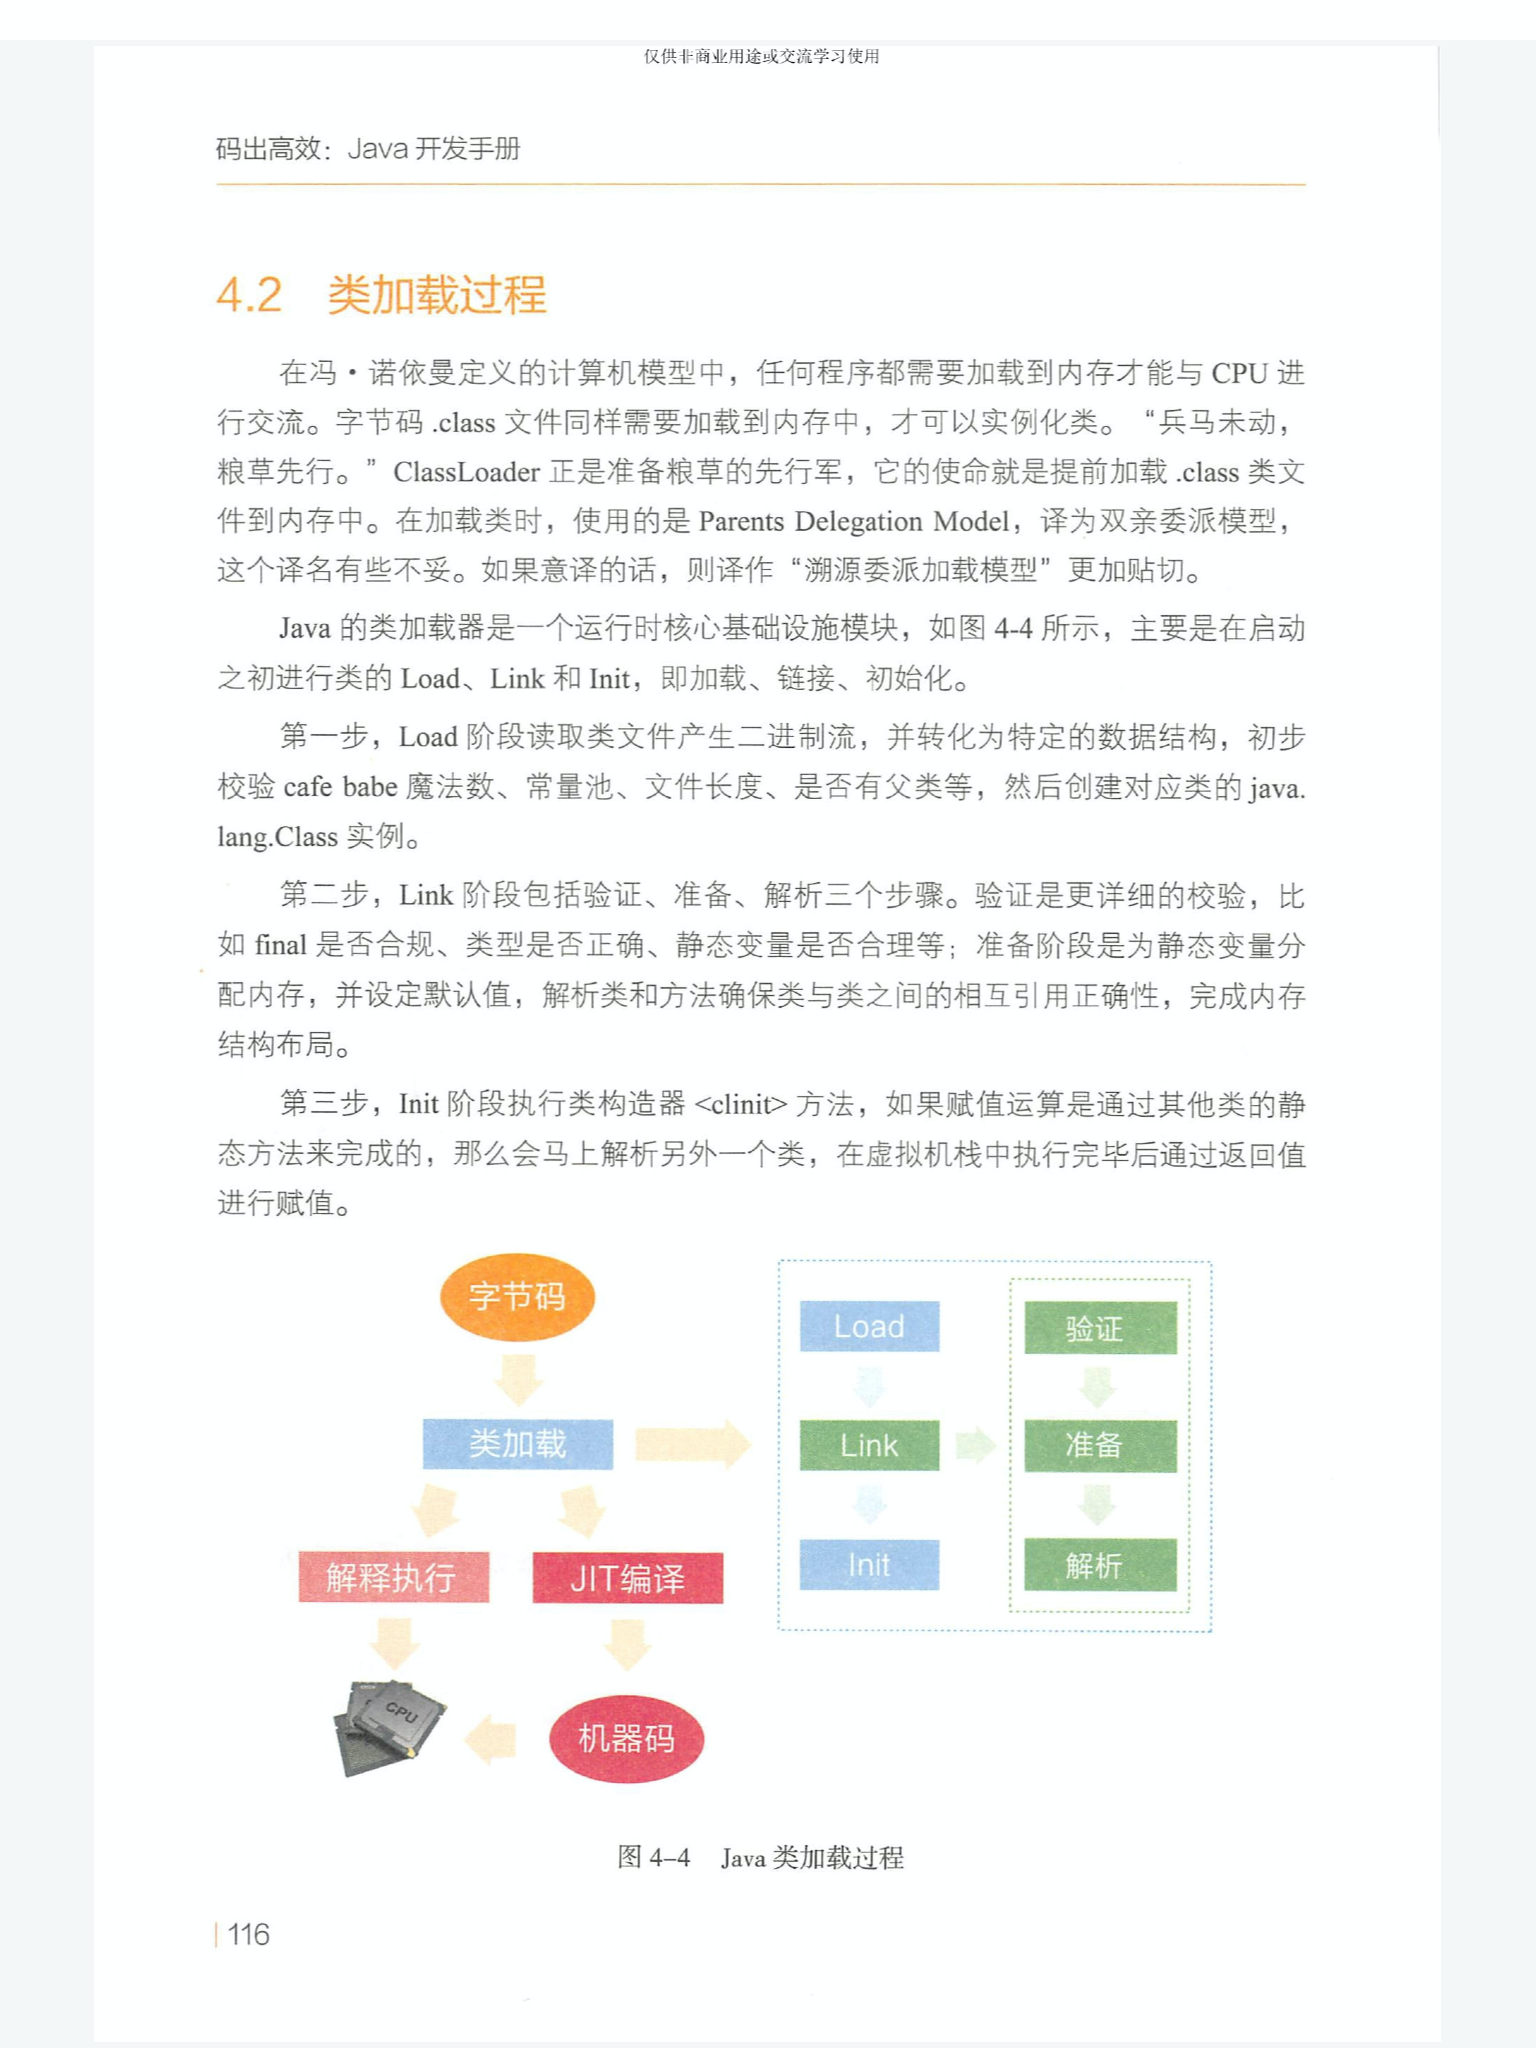 仅供非商业用途或交流学习使用
码出高效：Java 开发手册
4.2 类加载过程
在冯·诺依曼定义的计算机模型中，任何程序都需要加载到内存才能与 CPU 进
行交流。字节码 .class 文件同样需要加载到内存中，才可以实例化类。“兵马未动，
粮草先行。”ClassLoader 正是准备粮草的先行军，它的使命就是提前加载 .class 类文
件到内存中。在加载类时，使用的是 Parents Delegation Model，译为双亲委派模型，
这个译名有些不妥。如果意译的话，则译作“溯源委派加载模型”更加贴切。
Java 的类加载器是一个运行时核心基础设施模块，如图 4-4 所示，主要是在启动
之初进行类的 Load、Link 和 Init，即加载、链接、初始化。
第一步，Load 阶段读取类文件产生二进制流，并转化为特定的数据结构，初步
校验 cafe babe 魔法数、常量池、文件长度、是否有父类等，然后创建对应类的 java.
lang.Class 实例。
第二步，Link 阶段包括验证、准备、解析三个步骤。验证是更详细的校验，比
如 final 是否合规、类型是否正确、静态变量是否合理等；准备阶段是为静态变量分
配内存，并设定默认值，解析类和方法确保类与类之间的相互引用正确性，完成内存
结构布局。
第三步，Init 阶段执行类构造器 <clinit> 方法，如果赋值运算是通过其他类的静
态方法来完成的，那么会马上解析另外一个类，在虚拟机栈中执行完毕后通过返回值
进行赋值。
字节码
类加载
解释执行
JIT编译
CPU
机器码
Load
Link
Init
验证
准备
解析
图 4-4 Java 类加载过程
116